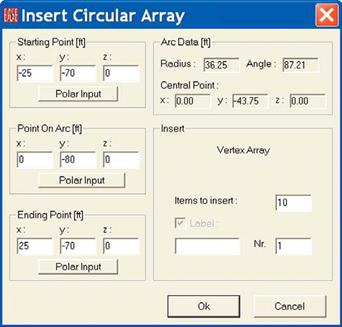 EASE Insert Circular Array
Starting Point [ft]
x: y: z:
-25 -70 0
Polar Input
Point On Arc [ft]
x: y: z:
0 -80 0
Polar Input
Ending Point [ft]
x: y: z:
25 -70 0
Polar Input
Arc Data [ft]
Radius: 36.25 Angle: 87.21
Central Point:
x: 0.00 y: -43.75 z: 0.00
Insert
Vertex Array
Items to insert: 10
Label:
Nr. 1
Ok Cancel